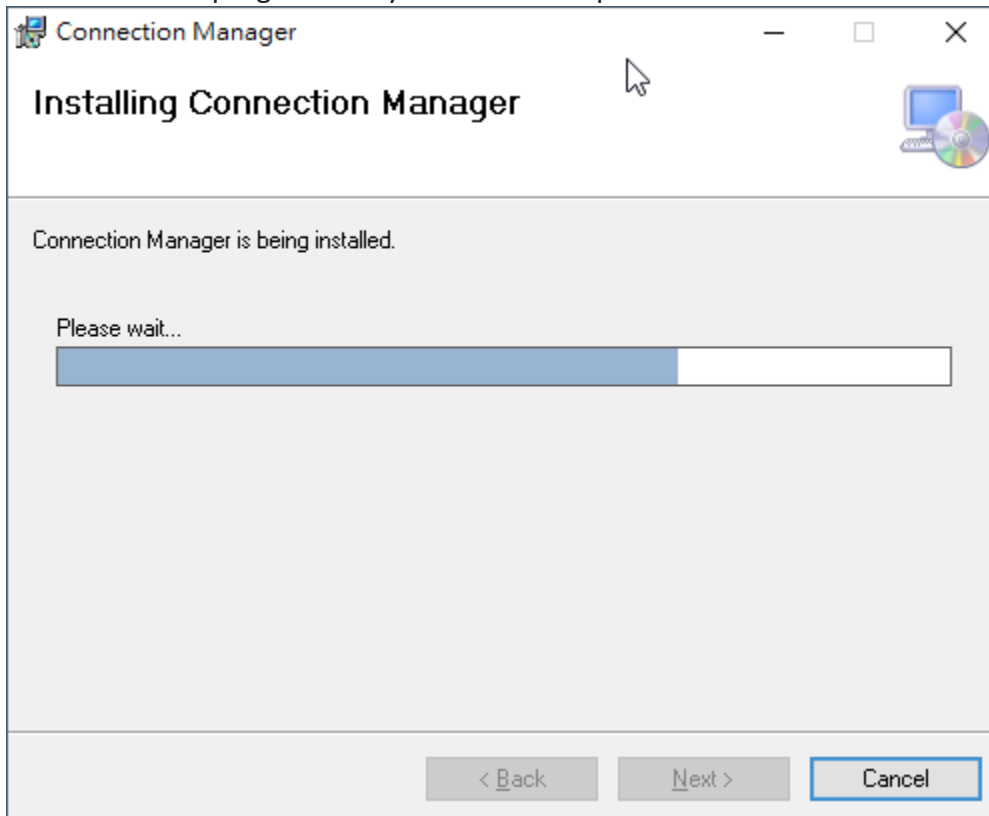 Connection Manager
Installing Connection Manager
Connection Manager is being installed.
Please wait...
< Back Next > Cancel